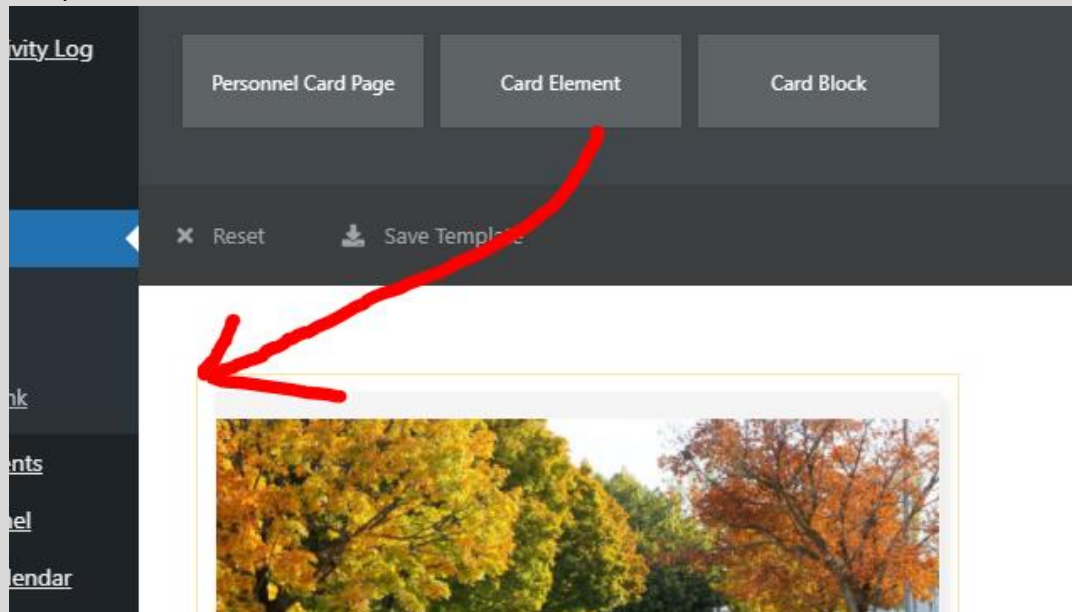 ivity Log
Personnel Card Page
Card Element
Card Block
Reset
Save Template
nk
ents
nel
lendar